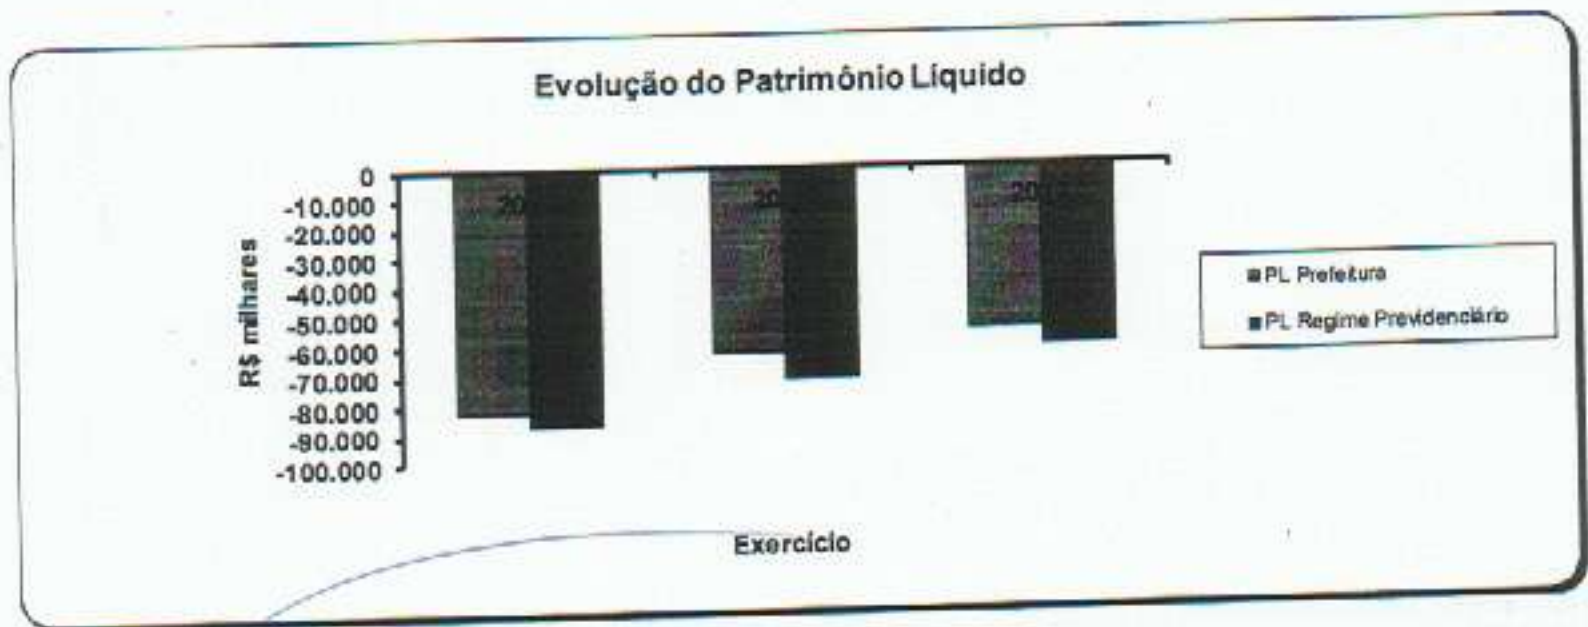 Evolução do Patrimônio Líquido
R$ milhares
0
-10.000
-20.000
-30.000
-40.000
-50.000
-60.000
-70.000
-80.000
-90.000
-100.000
PL Prefeitura
PL Regime Previdenciário
Exercício